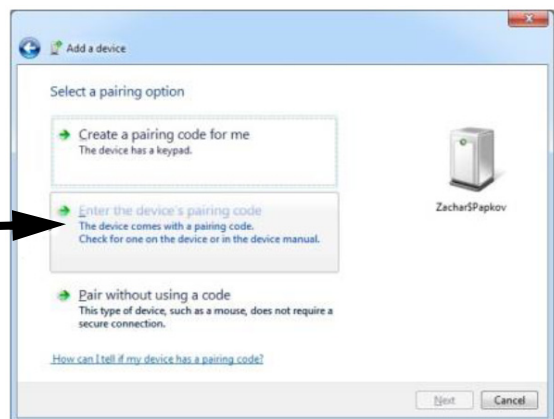 Add a device
Select a pairing option
Create a pairing code for me
The device has a keypad.
Enter the device's pairing code
The device comes with a pairing code.
Check for one on the device or in the device manual.
Zachar$Papkov
Pair without using a code
This type of device, such as a mouse, does not require a
secure connection.
How can I tell if my device has a pairing code?
Next
Cancel